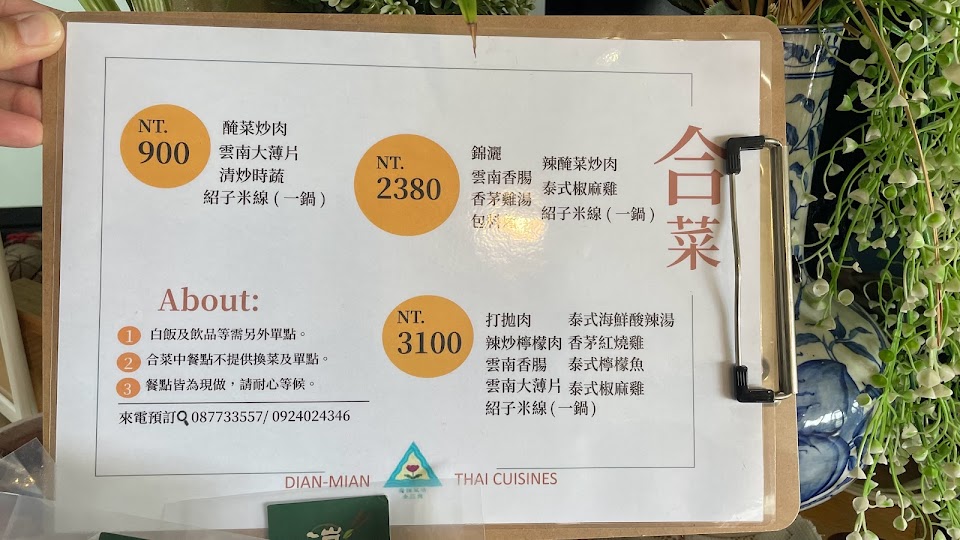 合菜
NT.
900
醃菜炒肉
雲南大薄片
清炒時蔬
紹子米線 ( 一鍋 )
NT.
2380
錦灑
雲南香腸
香茅雞湯
辣醃菜炒肉
泰式椒麻雞
紹子米線 ( 一鍋 )
NT.
3100
打拋肉
辣炒檸檬肉
雲南香腸
雲南大薄片
紹子米線 ( 一鍋 )
泰式海鮮酸辣湯
香茅紅燒雞
泰式檸檬魚
泰式椒麻雞
About:
1 白飯及飲品等需另外單點。
2 合菜中餐點不提供換菜及單點。
3 餐點皆為現做，請耐心等候。
來電預訂 087733557/ 0924024346
DIAN-MIAN THAI CUISINES